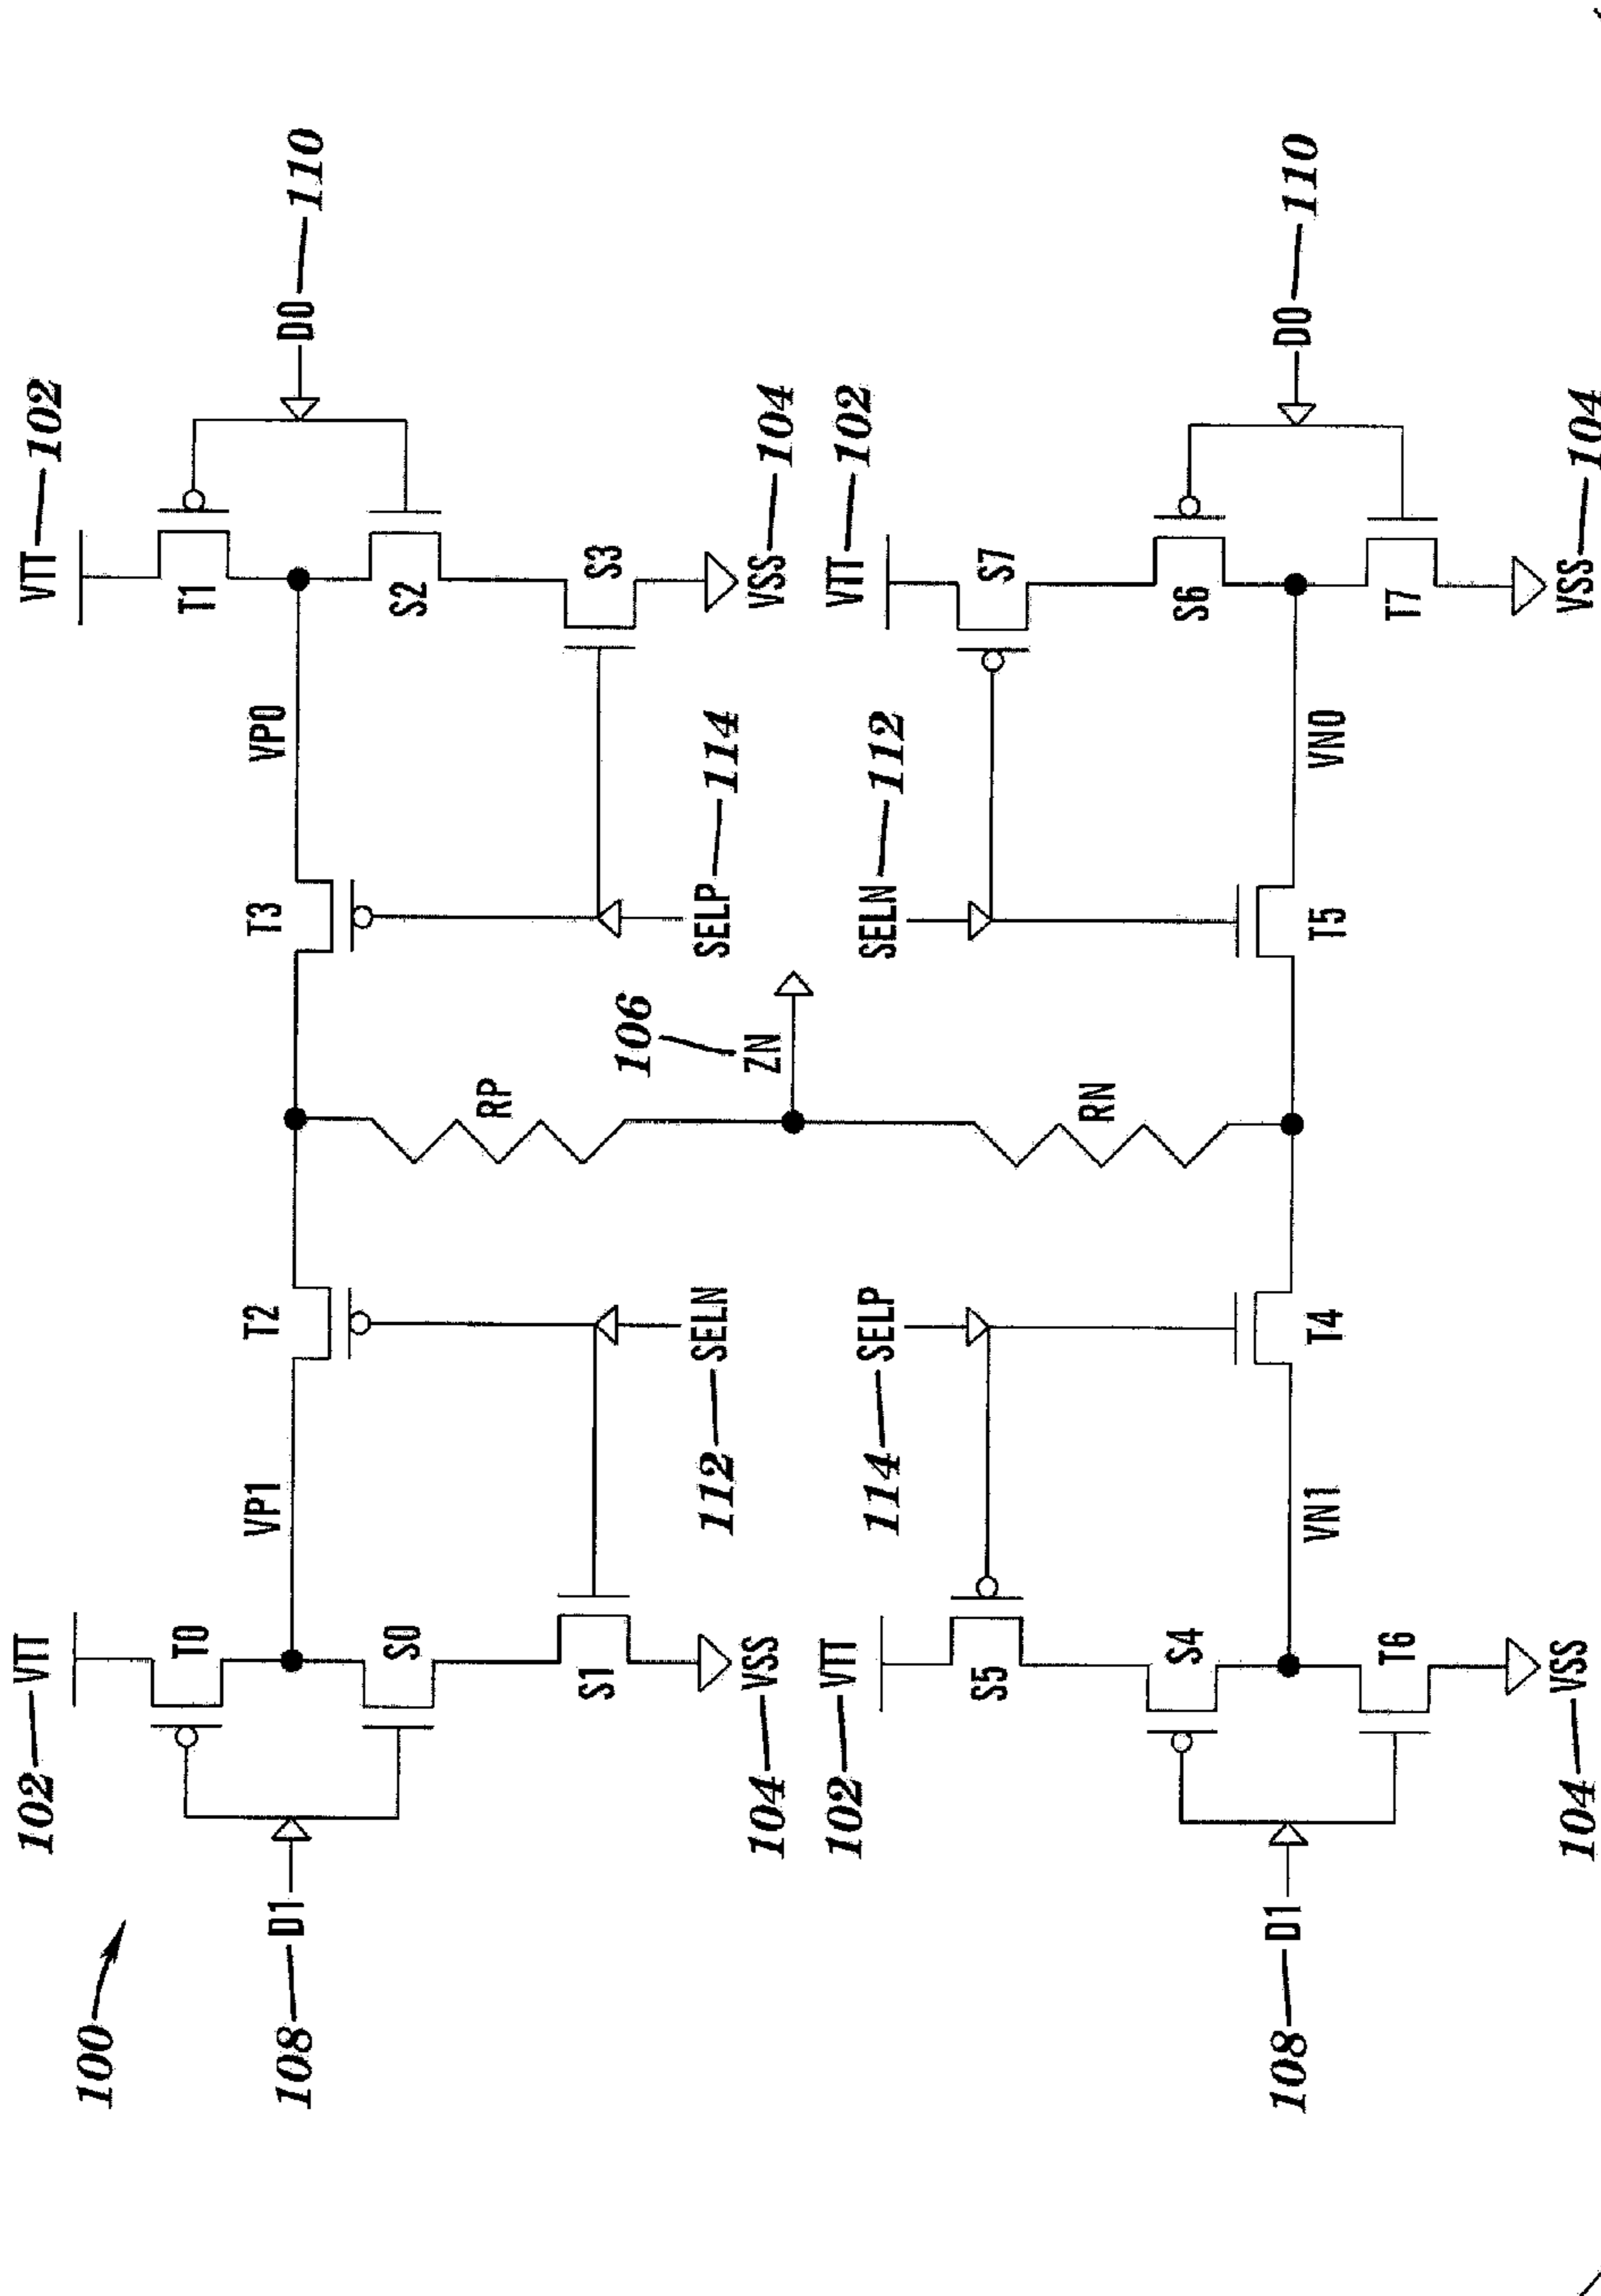 100
102 VTT
VTT 102
T0
T1
108 D1
VP1
T2
T3
VP0
D0 110
S0
RP
S2
S1
S3
112 SELN
106
SELP 114
104 VSS
ZN
VSS 104
102 VTT
114 SELP
SELN 112
VTT 102
S5
S7
RN
S4
S6
108 D1
VN1
T4
T5
VN0
D0 110
T6
T7
104 VSS
VSS 104